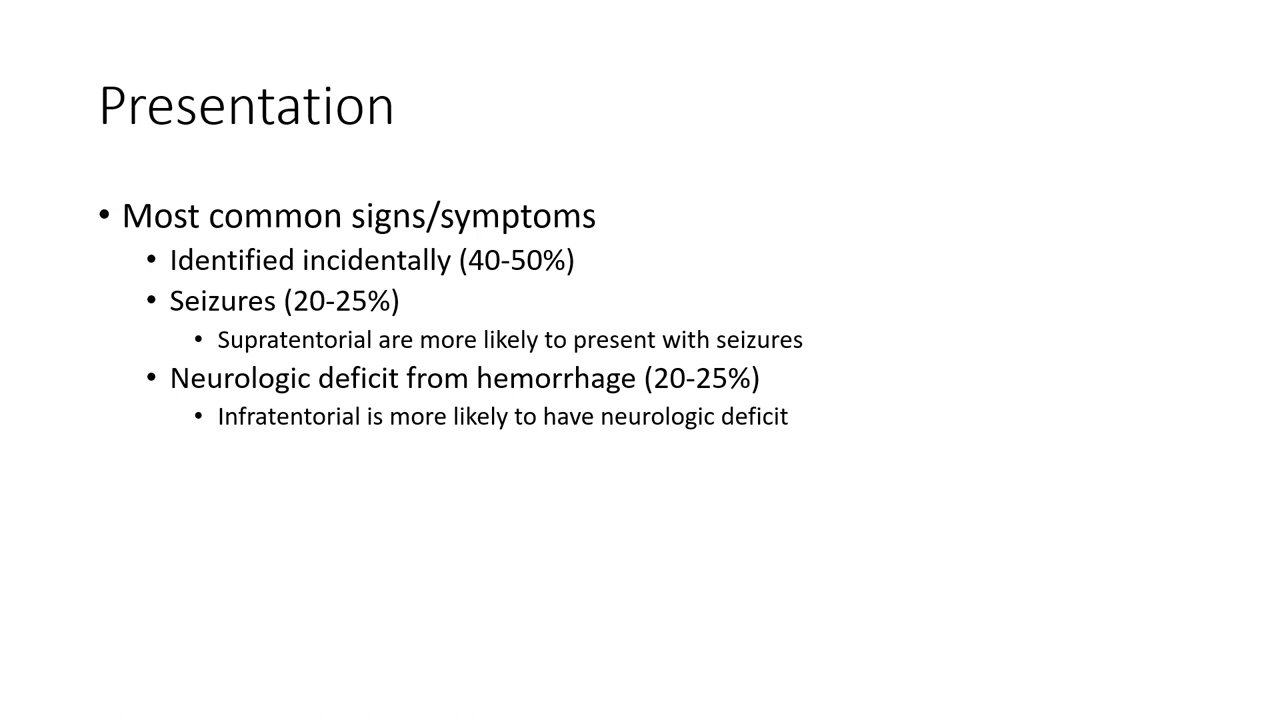 Presentation
• Most common signs/symptoms
• Identified incidentally (40-50%)
• Seizures (20-25%)
• Supratentorial are more likely to present with seizures
• Neurologic deficit from hemorrhage (20-25%)
• Infratentorial is more likely to have neurologic deficit